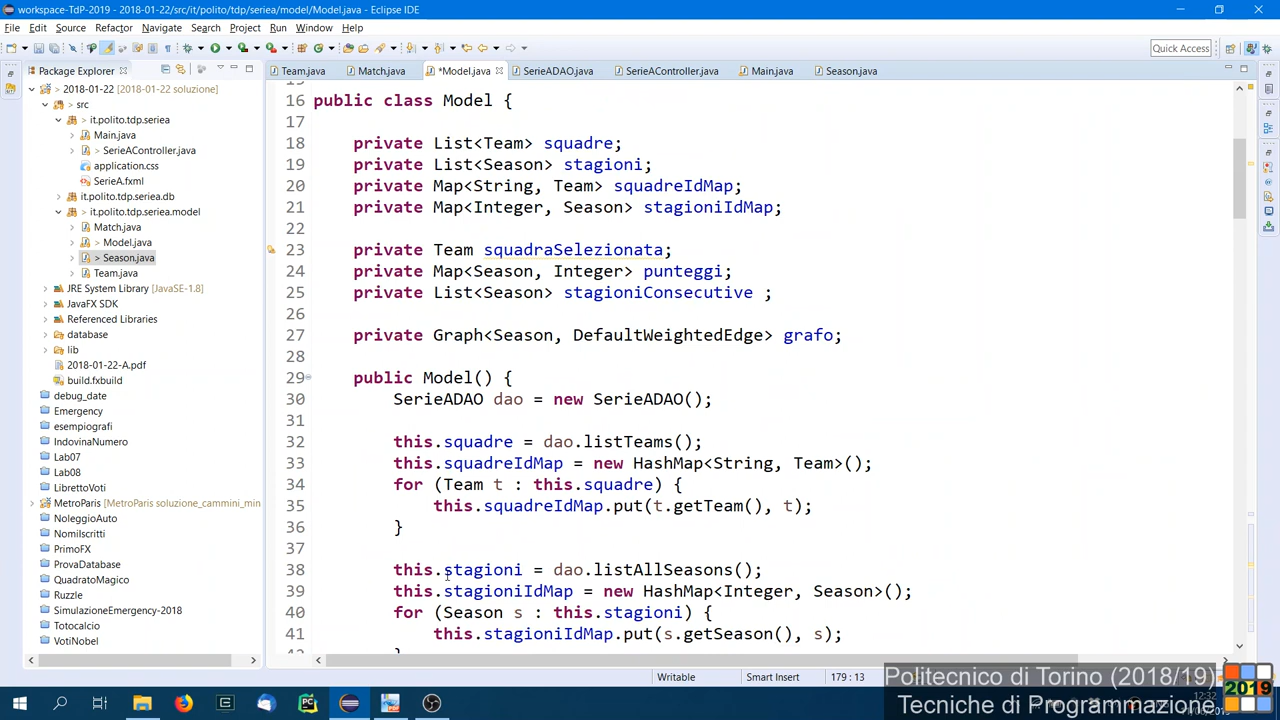 workspace-TdP-2019 - 2018-01-22/src/it/polito/tdp/seriea/model/Model.java - Eclipse IDE
File Edit Source Refactor Navigate Search Project Run Window Help
Quick Access
Package Explorer
Team.java Match.java *Model.java SerieADAO.java SerieAController.java Main.java Season.java
2018-01-22 [2018-01-22 soluzione]
src
it.polito.tdp.seriea
Main.java
> SerieAController.java
application.css
SerieA.fxml
it.polito.tdp.seriea.db
> it.polito.tdp.seriea.model
Match.java
> Model.java
> Season.java
Team.java
JRE System Library [JavaSE-1.8]
JavaFX SDK
Referenced Libraries
database
lib
2018-01-22-A.pdf
build.fxbuild
debug_date
Emergency
esempiografi
IndovinaNumero
Lab07
Lab08
LibrettoVoti
MetroParis [MetroParis soluzione_cammini_min
NoleggioAuto
NomiIscritti
PrimoFX
ProvaDatabase
QuadratoMagico
Ruzzle
SimulazioneEmergency-2018
Totocalcio
VotiNobel
16 public class Model {
17
18 private List<Team> squadre;
19 private List<Season> stagioni;
20 private Map<String, Team> squadreIdMap;
21 private Map<Integer, Season> stagioniIdMap;
22
23 private Team squadraSelezionata;
24 private Map<Season, Integer> punteggi;
25 private List<Season> stagioniConsecutive ;
26
27 private Graph<Season, DefaultWeightedEdge> grafo;
28
29 public Model() {
30 SerieADAO dao = new SerieADAO();
31
32 this.squadre = dao.listTeams();
33 this.squadreIdMap = new HashMap<String, Team>();
34 for (Team t : this.squadre) {
35 this.squadreIdMap.put(t.getTeam(), t);
36 }
37
38 this.stagioni = dao.listAllSeasons();
39 this.stagioniIdMap = new HashMap<Integer, Season>();
40 for (Season s : this.stagioni) {
41 this.stagioniIdMap.put(s.getSeason(), s);
Writable Smart Insert 179 : 13
Politecnico di Torino (2018/19)
Tecniche di Programmazione
2019
12:32